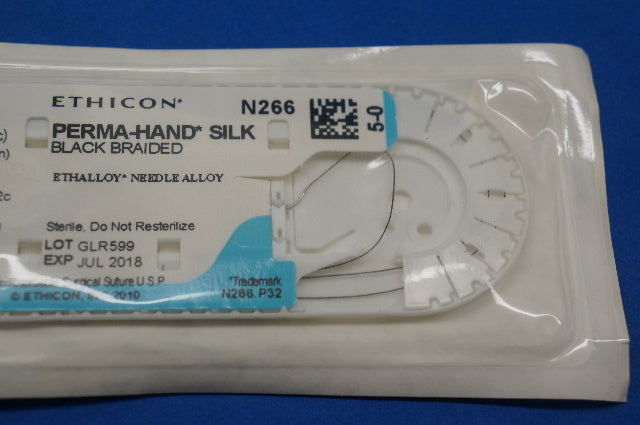 ETHICON*
N266
5-0
PERMA-HAND* SILK
BLACK BRAIDED
ETHALLOY* NEEDLE ALLOY
c)
n)
2c
Sterile, Do Not Resterilize
LOT GLR599
EXP JUL 2018
Surgical Suture U S P
*Trademark
© ETHICON, 2010
N266.P32